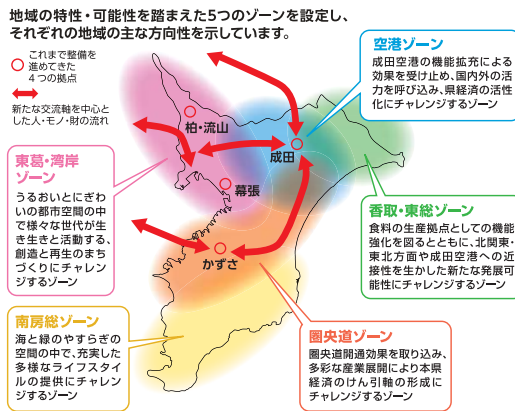 地域の特性・可能性を踏まえた5つのゾーンを設定し、
それぞれの地域の主な方向性を示しています。
これまで整備を
進めてきた
4つの拠点
新たな交流軸を中心と
した人・モノ・財の流れ
空港ゾーン
成田空港の機能拡充による
効果を受け止め、国内外の活
力を呼び込み、県経済の活性
化にチャレンジするゾーン
柏・流山
成田
幕張
かずさ
東葛・湾岸
ゾーン
うるおいとにぎわ
いの都市空間の中
で様々な世代が生
き生きと活動する、
創造と再生のまち
づくりにチャレン
ジするゾーン
香取・東総ゾーン
食料の生産拠点としての機能
強化を図るとともに、北関東・
東北方面や成田空港への近
接性を生かした新たな発展可
能性にチャレンジするゾーン
南房総ゾーン
海と緑のやすらぎの
空間の中で、充実した
多様なライフスタイ
ルの提供にチャレン
ジするゾーン
圏央道ゾーン
圏央道開通効果を取り込み、
多彩な産業展開により本県
経済のけん引軸の形成に
チャレンジするゾーン